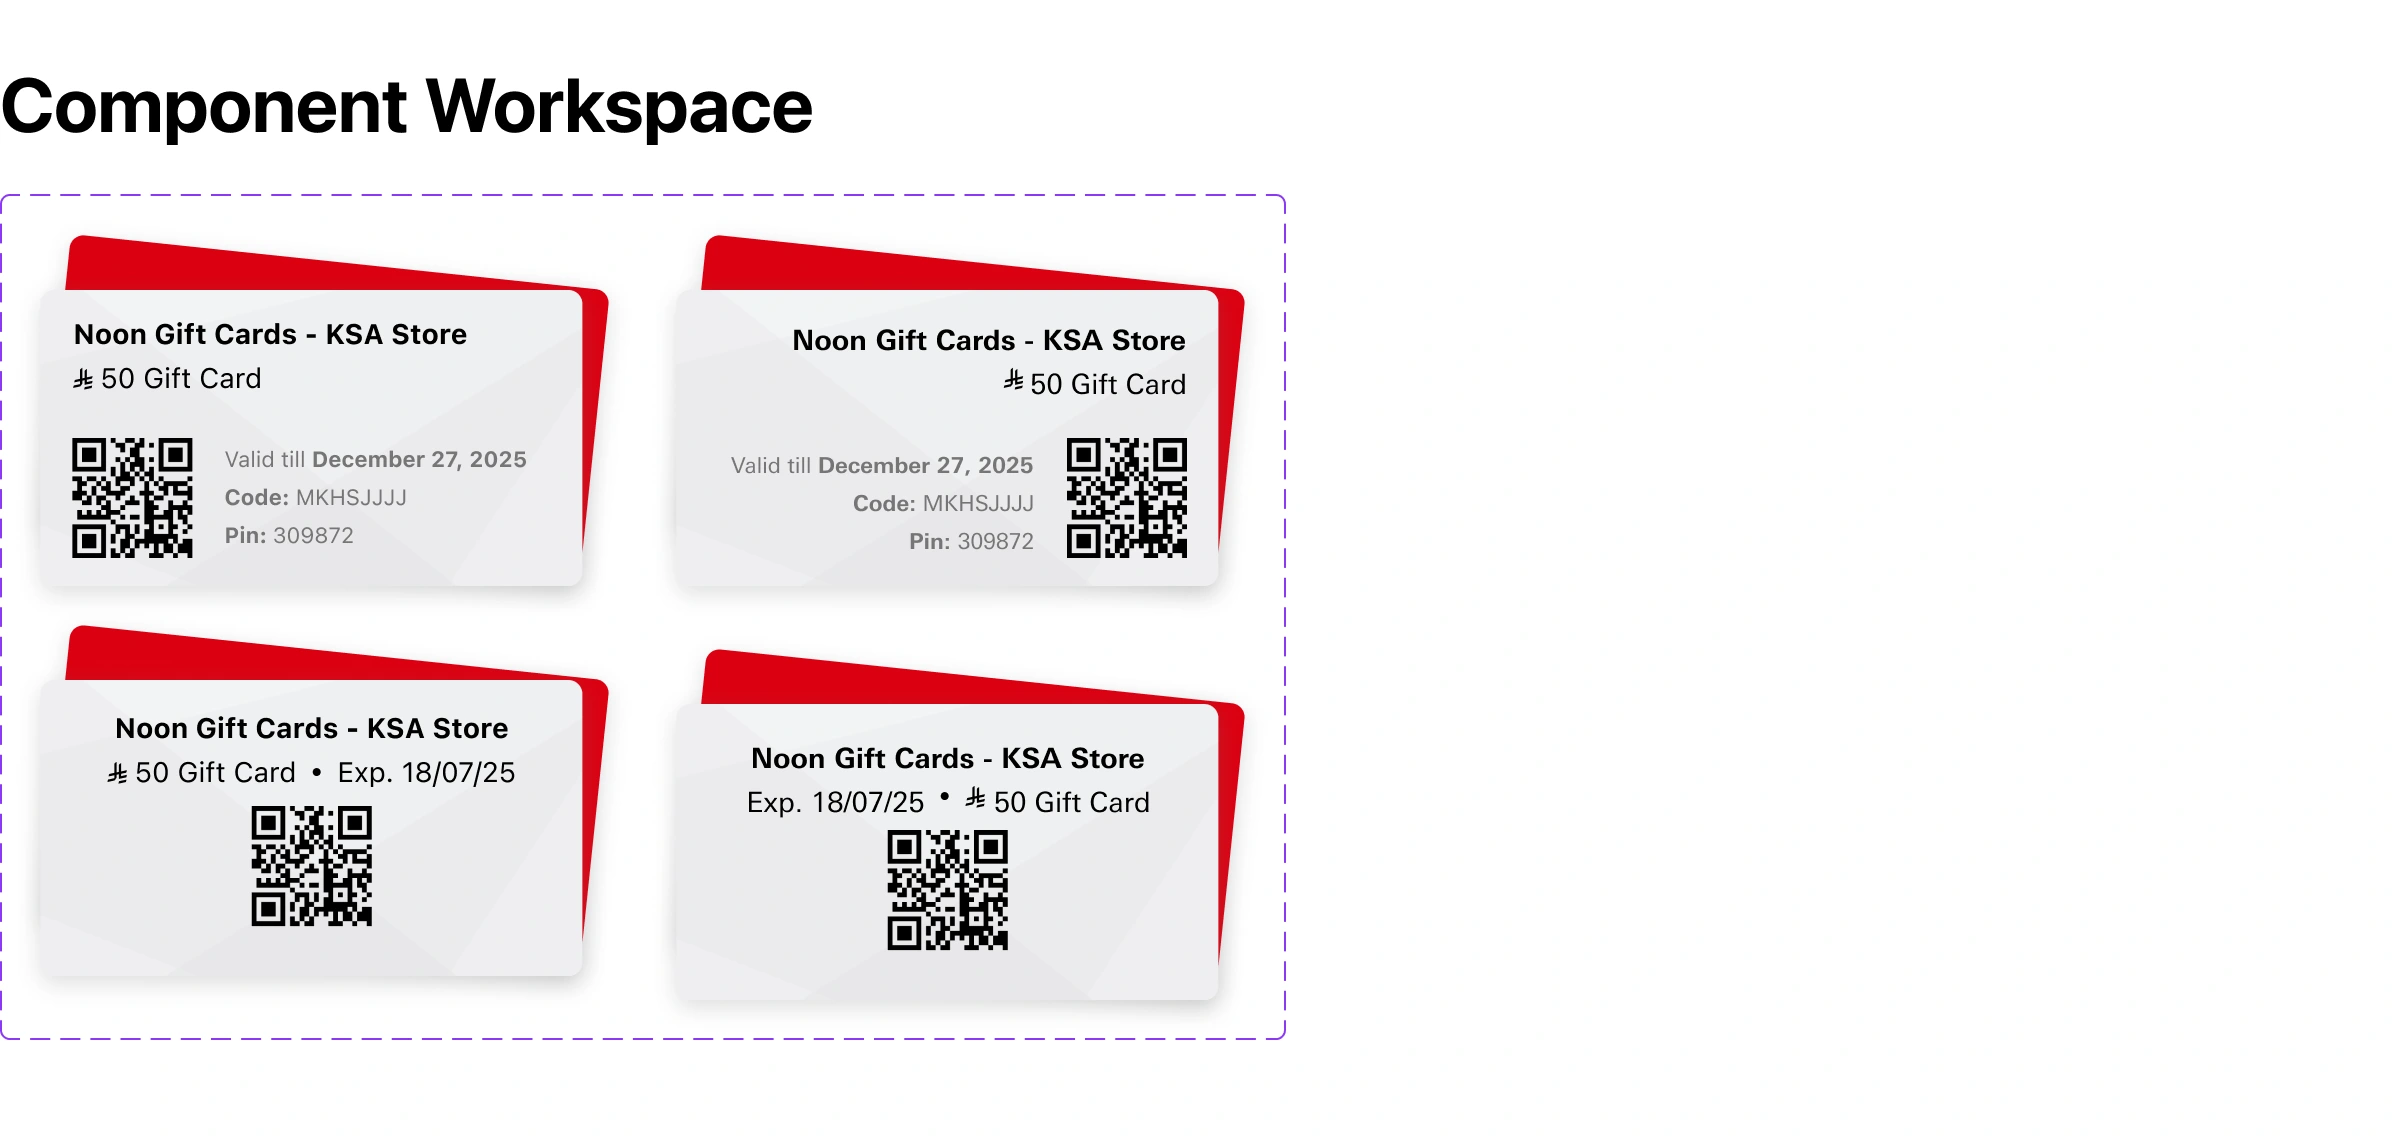 Component Workspace
Noon Gift Cards - KSA Store
⃁ 50 Gift Card
Valid till December 27, 2025
Code: MKHSJJJJ
Pin: 309872
Noon Gift Cards - KSA Store
⃁ 50 Gift Card
Valid till December 27, 2025
Code: MKHSJJJJ
Pin: 309872
Noon Gift Cards - KSA Store
⃁ 50 Gift Card • Exp. 18/07/25
Noon Gift Cards - KSA Store
Exp. 18/07/25 • ⃁ 50 Gift Card